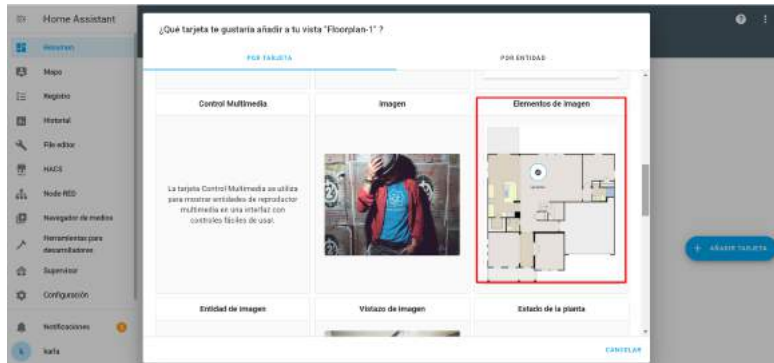 Home Assistant
Resumen
Mapa
Registro
Historial
File editor
HACS
Node-RED
Navegador de medios
Herramientas para
desarrolladores
Supervisor
Configuración
Notificaciones
karla
¿Qué tarjeta te gustaría añadir a tu vista "Floorplan-1" ?
POR TARJETA
POR ENTIDAD
Control Multimedia
Imagen
Elementos de imagen
La tarjeta Control Multimedia se utiliza
para mostrar entidades de reproductor
multimedia en una interfaz con
controles fáciles de usar.
Entidad de imagen
Vistazo de imagen
Estado de la planta
CANCELAR
+ AÑADIR TARJETA